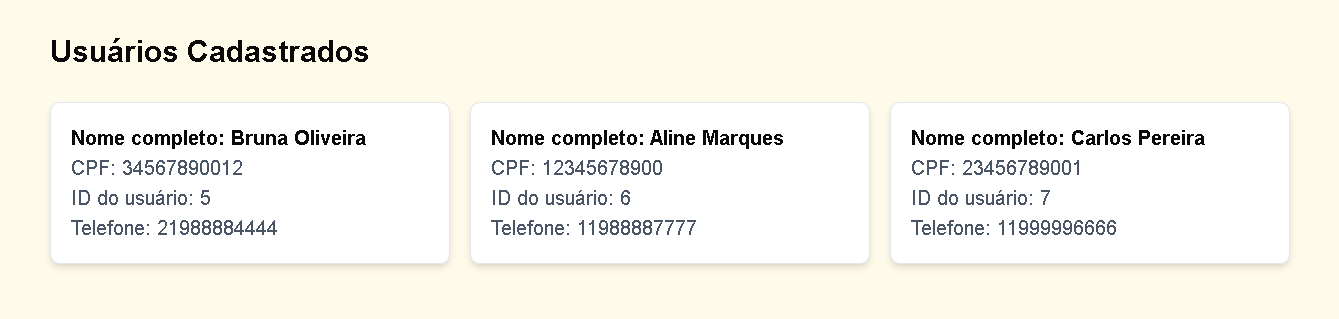 Usuários Cadastrados
Nome completo: Bruna Oliveira
CPF: 34567890012
ID do usuário: 5
Telefone: 21988884444
Nome completo: Aline Marques
CPF: 12345678900
ID do usuário: 6
Telefone: 11988887777
Nome completo: Carlos Pereira
CPF: 23456789001
ID do usuário: 7
Telefone: 11999996666